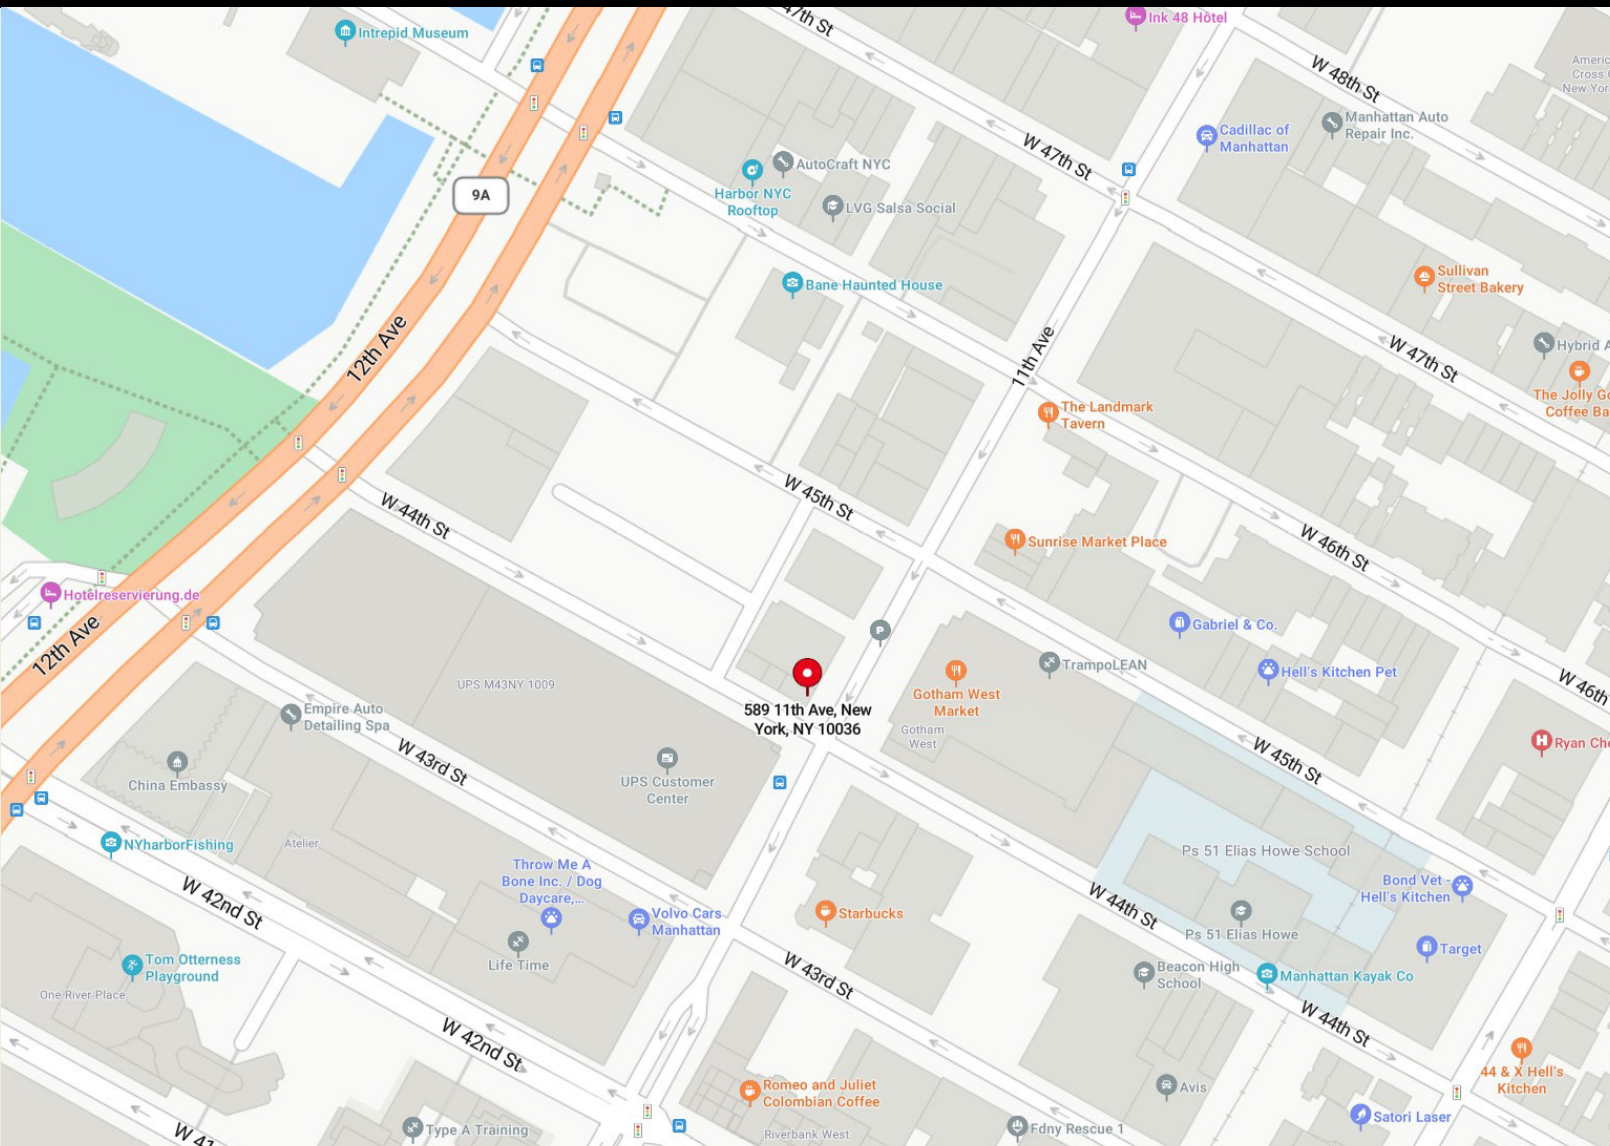 47th St
Ink 48 Hôtel
Intrepid Museum
W 48th St
Manhattan Auto
Repair Inc.
Cadillac of
Manhattan
W 47th St
AutoCraft NYC
9A
Harbor NYC
Rooftop
LVG Salsa Social
Sullivan
Street Bakery
Bane Haunted House
12th Ave
11th Ave
W 47th St
The Landmark
Tavern
W 45th St
W 44th St
Sunrise Market Place
W 46th St
Hotelreservierung.de
12th Ave
Gabriel & Co.
TrampoLEAN
Hell's Kitchen Pet
W 46th
UPS M43NY 1009
Gotham West
Market
Gotham
West
589 11th Ave, New
York, NY 10036
Empire Auto
Detailing Spa
W 43rd St
W 45th St
China Embassy
UPS Customer
Center
NYharborFishing
Atelier
Ps 51 Elias Howe School
Throw Me A
Bone Inc. / Dog
Daycare,...
Bond Vet -
Hell's Kitchen
W 42nd St
Volvo Cars
Manhattan
Starbucks
W 44th St
Ps 51 Elias Howe
Target
Life Time
Tom Otterness
Playground
W 43rd St
Beacon High
School
Manhattan Kayak Co
One River Place
W 44th St
W 42nd St
44 & X Hell's
Kitchen
Romeo and Juliet
Colombian Coffee
Avis
Satori Laser
Type A Training
Riverbank West
Fdny Rescue 1